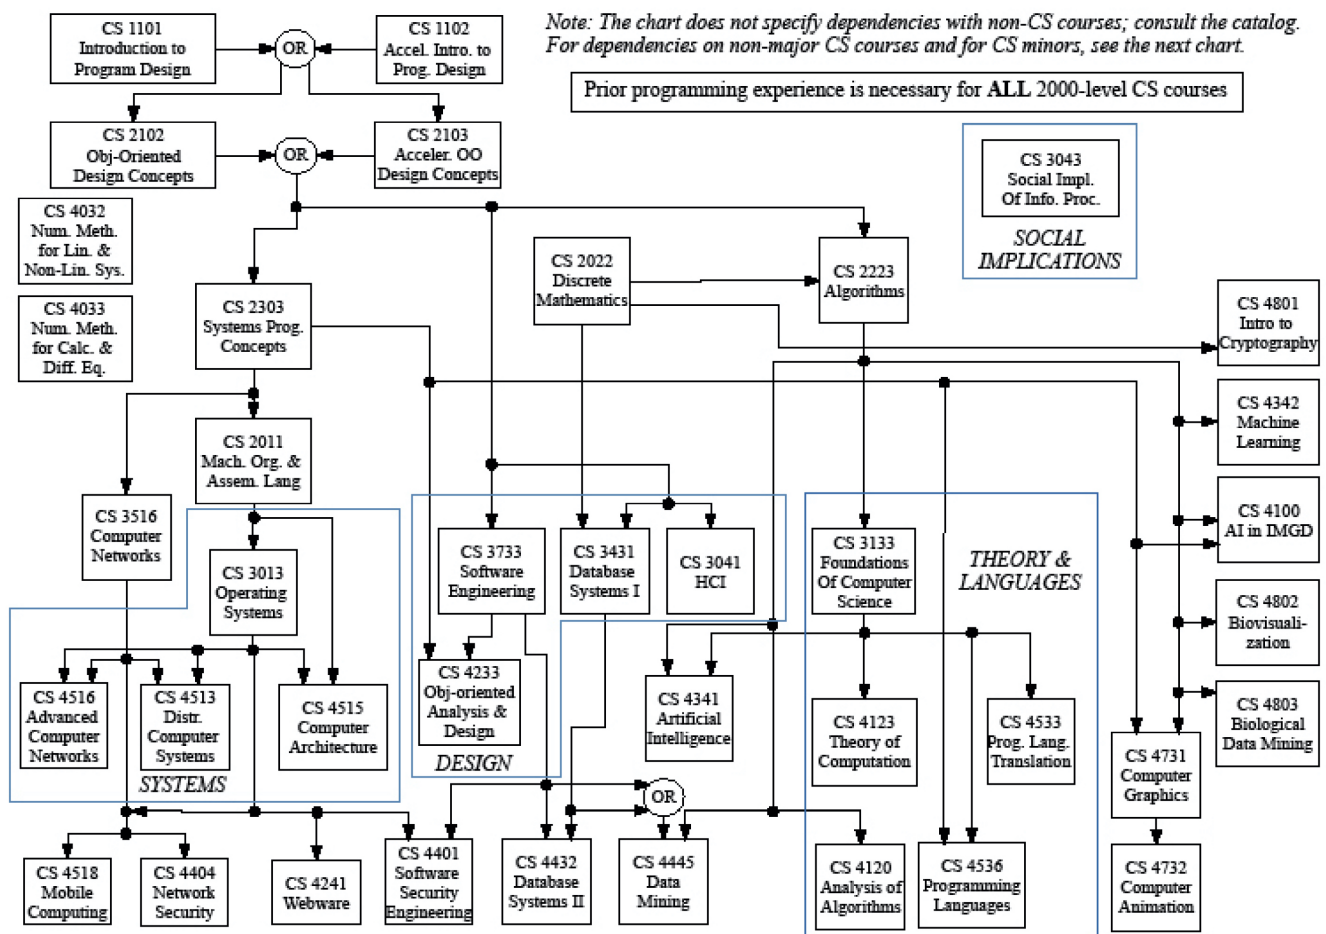 CS 1101
Introduction to
Program Design
OR
CS 1102
Accel. Intro. to
Prog. Design
Note: The chart does not specify dependencies with non-CS courses; consult the catalog.
For dependencies on non-major CS courses and for CS minors, see the next chart.
Prior programming experience is necessary for ALL 2000-level CS courses
CS 2102
Obj-Oriented
Design Concepts
OR
CS 2103
Acceler. OO
Design Concepts
CS 3043
Social Impl.
Of Info. Proc.
SOCIAL
IMPLICATIONS
CS 4032
Num. Meth.
for Lin. &
Non-Lin. Sys.
CS 4033
Num. Meth.
for Calc. &
Diff. Eq.
CS 2303
Systems Prog.
Concepts
CS 2022
Discrete
Mathematics
CS 2223
Algorithms
CS 4801
Intro to
Cryptography
CS 4342
Machine
Learning
CS 2011
Mach. Org. &
Assem. Lang
CS 3516
Computer
Networks
CS 3013
Operating
Systems
CS 3733
Software
Engineering
CS 3431
Database
Systems I
CS 3041
HCI
CS 3133
Foundations
Of Computer
Science
THEORY &
LANGUAGES
CS 4100
AI in IMGD
CS 4802
Biovisuali-
zation
CS 4516
Advanced
Computer
Networks
CS 4513
Distr.
Computer
Systems
CS 4515
Computer
Architecture
SYSTEMS
CS 4233
Obj-oriented
Analysis &
Design
DESIGN
CS 4341
Artificial
Intelligence
CS 4123
Theory of
Computation
CS 4533
Prog. Lang.
Translation
CS 4803
Biological
Data Mining
CS 4731
Computer
Graphics
OR
CS 4518
Mobile
Computing
CS 4404
Network
Security
CS 4241
Webware
CS 4401
Software
Security
Engineering
CS 4432
Database
Systems II
CS 4445
Data
Mining
CS 4120
Analysis of
Algorithms
CS 4536
Programming
Languages
CS 4732
Computer
Animation